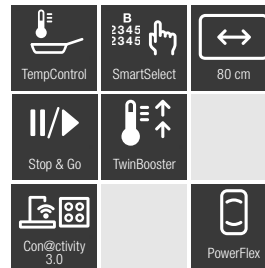 B
2345
2345
TempControl
SmartSelect
80 cm
Stop & Go
TwinBooster
Con@ctivity
3.0
PowerFlex